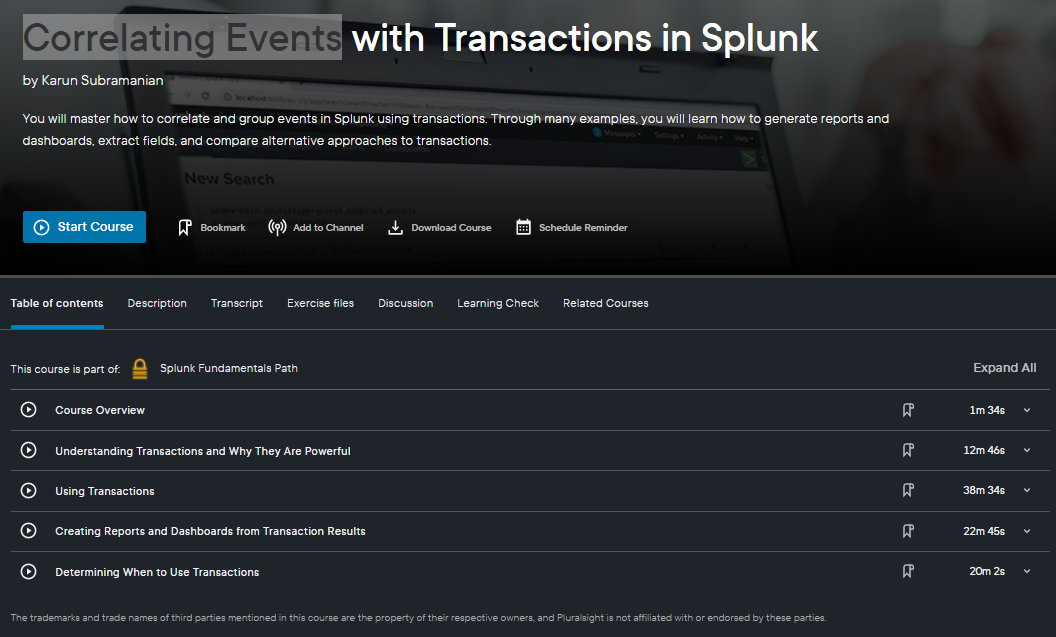 Correlating Events with Transactions in Splunk
by Karun Subramanian
You will master how to correlate and group events in Splunk using transactions. Through many examples, you will learn how to generate reports and
dashboards, extract fields, and compare alternative approaches to transactions.
New Search
Start Course
Bookmark
Add to Channel
Download Course
Schedule Reminder
Table of contents
Description
Transcript
Exercise files
Discussion
Learning Check
Related Courses
This course is part of: Splunk Fundamentals Path
Expand All
Course Overview 1m 34s
Understanding Transactions and Why They Are Powerful 12m 46s
Using Transactions 38m 34s
Creating Reports and Dashboards from Transaction Results 22m 45s
Determining When to Use Transactions 20m 2s
The trademarks and trade names of third parties mentioned in this course are the property of their respective owners, and Pluralsight is not affiliated with or endorsed by these parties.